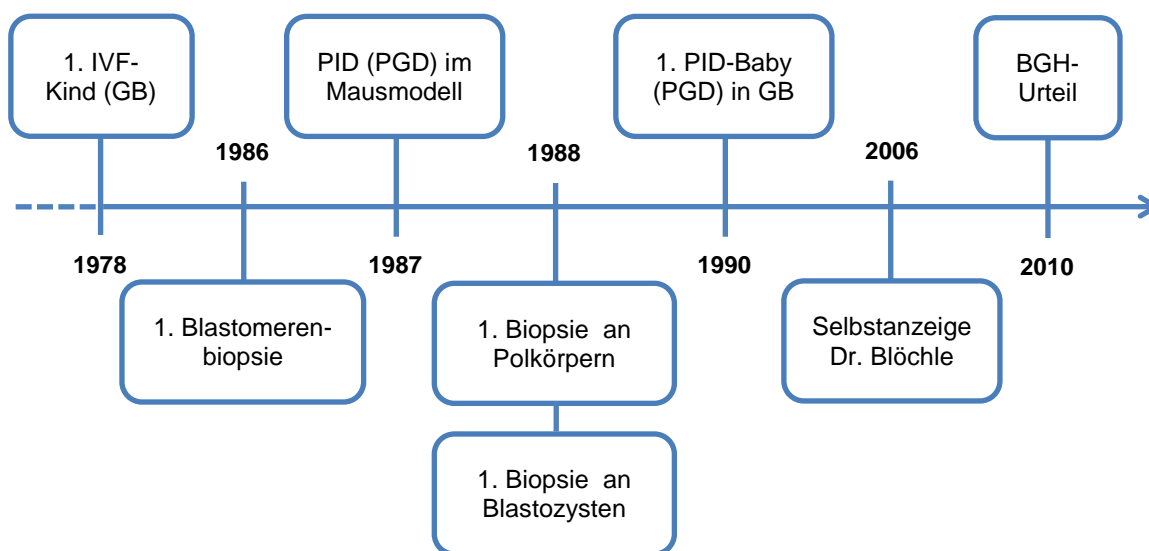 1. IVF-
Kind (GB)
PID (PGD) im
Mausmodell
1. PID-Baby
(PGD) in GB
BGH-
Urteil
1986
1988
2006
1978
1987
1990
2010
1. Blastomeren-
biopsie
1. Biopsie an
Polkörpern
Selbstanzeige
Dr. Blöchle
1. Biopsie an
Blastozysten